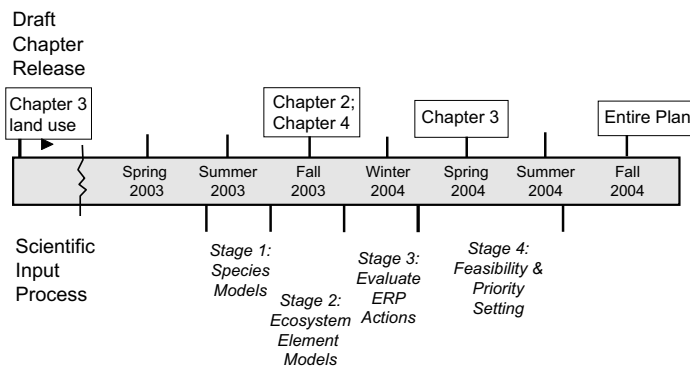 Draft
Chapter
Release
Chapter 3
land use
Chapter 2;
Chapter 4
Chapter 3
Entire Plan
Spring
2003
Summer
2003
Fall
2003
Winter
2004
Spring
2004
Summer
2004
Fall
2004
Scientific
Input
Process
Stage 1:
Species
Models
Stage 2:
Ecosystem
Element
Models
Stage 3:
Evaluate
ERP
Actions
Stage 4:
Feasibility &
Priority
Setting